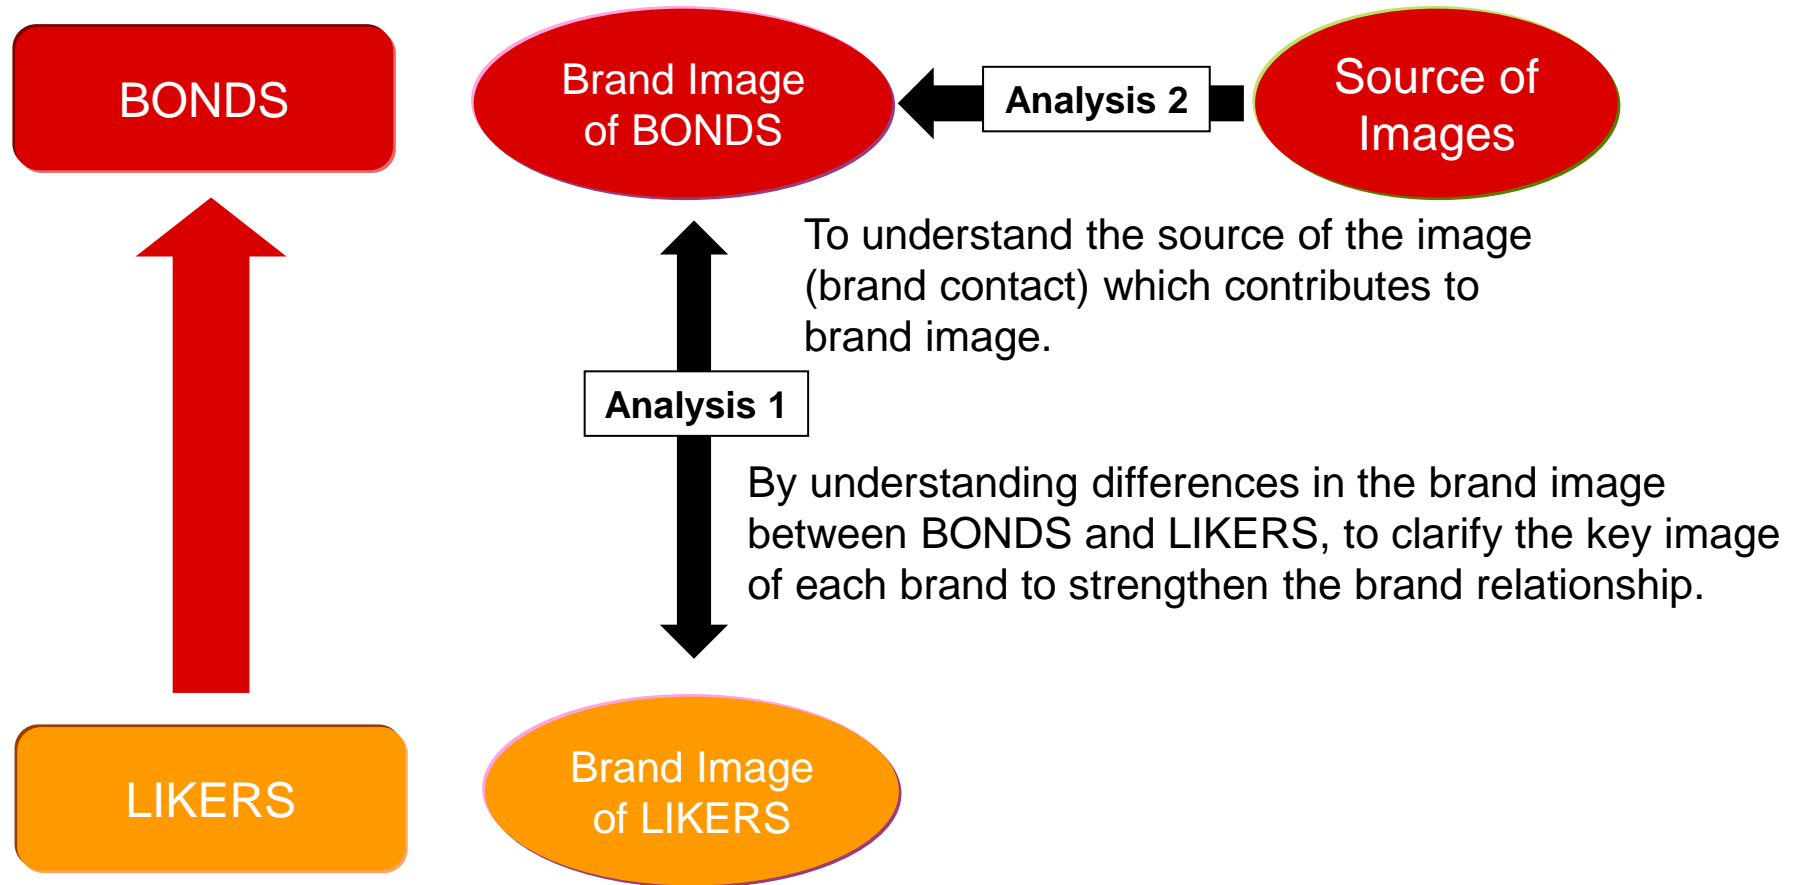 BONDS
Brand Image
of BONDS
Analysis 2
Source of
Images
To understand the source of the image
(brand contact) which contributes to
brand image.
Analysis 1
By understanding differences in the brand image
between BONDS and LIKERS, to clarify the key image
of each brand to strengthen the brand relationship.
LIKERS
Brand Image
of LIKERS